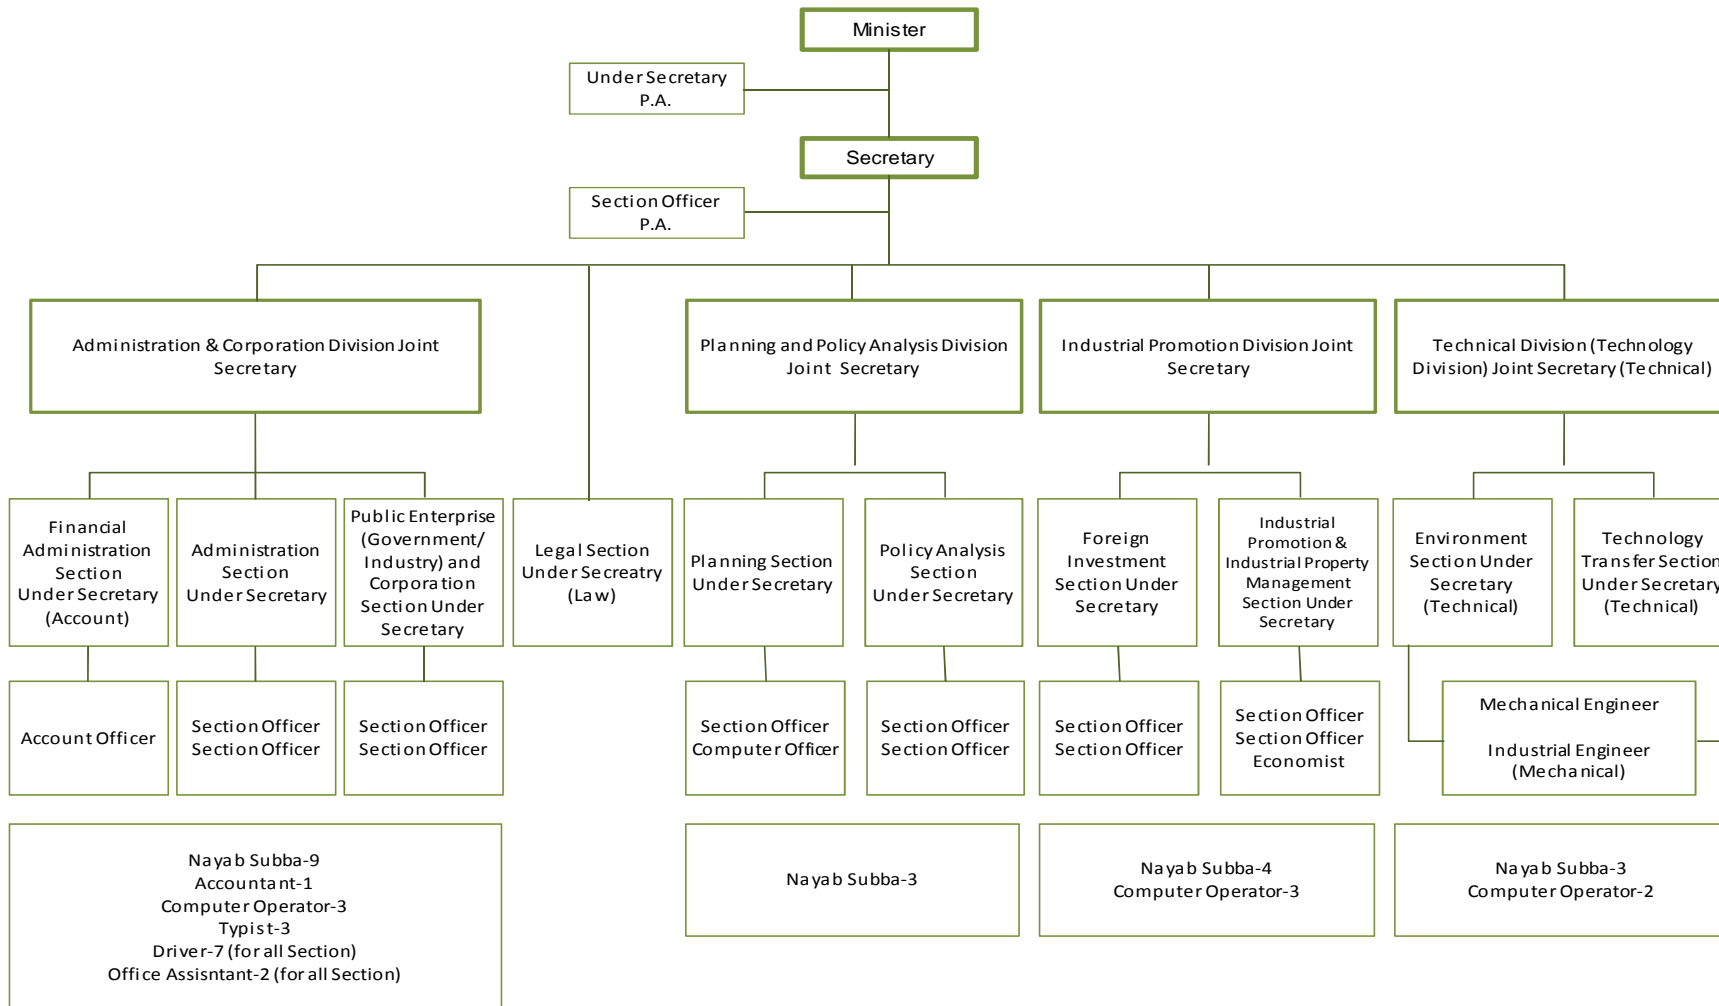 Minister
Under Secretary
P.A.
Secretary
Section Officer
P.A.
Administration & Corporation Division Joint
Secretary
Planning and Policy Analysis Division
Joint Secretary
Industrial Promotion Division Joint
Secretary
Technical Division (Technology
Division) Joint Secretary (Technical)
Financial
Administration
Section
Under Secretary
(Account)
Administration
Section
Under Secretary
Public Enterprise
(Government/
Industry) and
Corporation
Section Under
Secretary
Legal Section
Under Secreatry
(Law)
Planning Section
Under Secretary
Policy Analysis
Section
Under Secretary
Foreign
Investment
Section Under
Secretary
Industrial
Promotion &
Industrial Property
Management
Section Under
Secretary
Environment
Section Under
Secretary
(Technical)
Technology
Transfer Section
Under Secretary
(Technical)
Account Officer
Section Officer
Section Officer
Section Officer
Section Officer
Section Officer
Computer Officer
Section Officer
Section Officer
Section Officer
Section Officer
Section Officer
Section Officer
Economist
Mechanical Engineer
Industrial Engineer
(Mechanical)
Nayab Subba-9
Accountant-1
Computer Operator-3
Typist-3
Driver-7 (for all Section)
Office Assisntant-2 (for all Section)
Nayab Subba-3
Nayab Subba-4
Computer Operator-3
Nayab Subba-3
Computer Operator-2